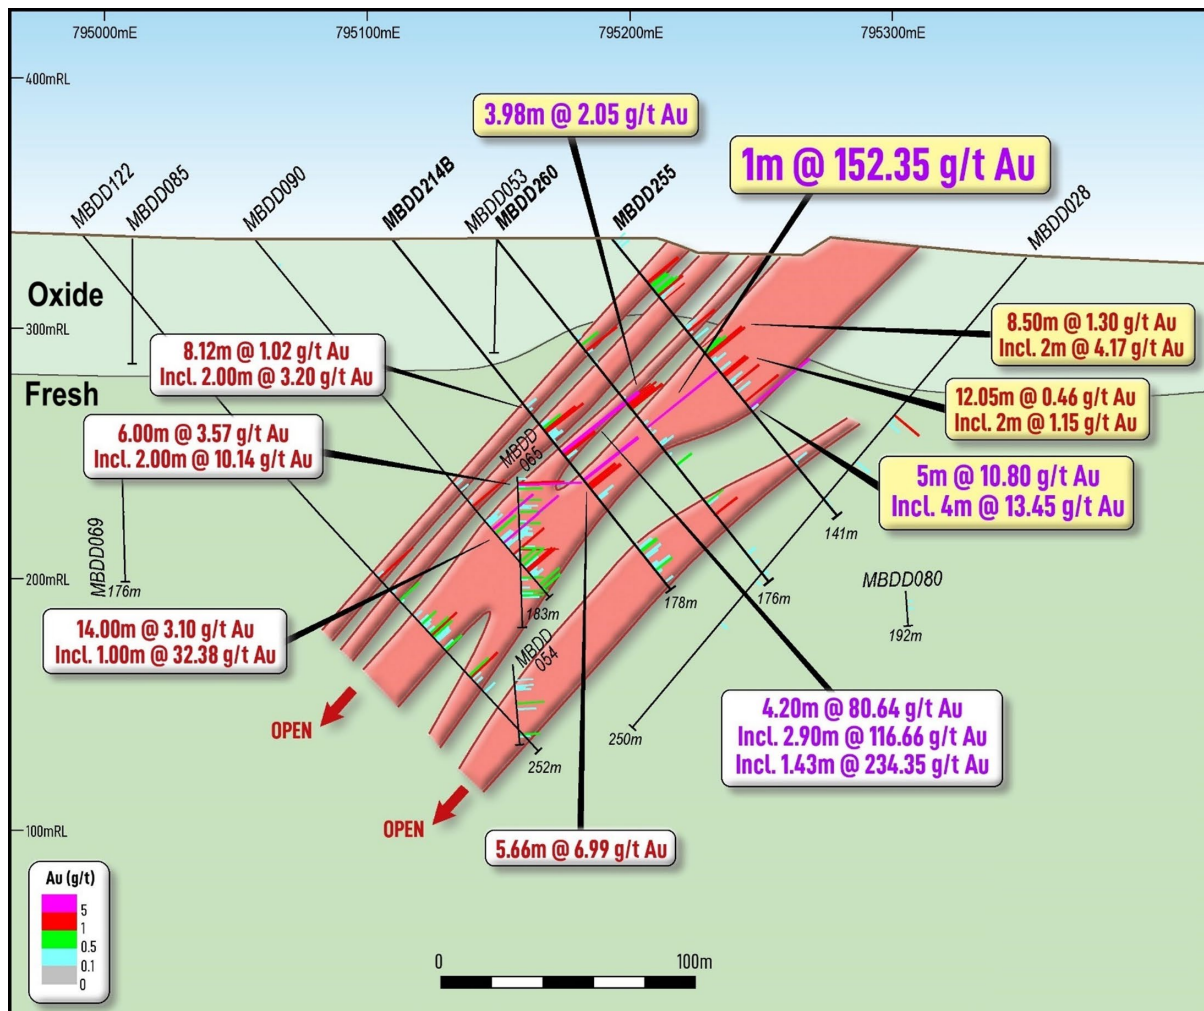 795000mE
795100mE
795200mE
795300mE
400mRL
3.98m @ 2.05 g/t Au
1m @ 152.35 g/t Au
MBDD122
MBDD085
MBDD090
MBDD214B
MBDD053
MBDD260
MBDD255
MBDD028
Oxide
300mRL
8.50m @ 1.30 g/t Au
Incl. 2m @ 4.17 g/t Au
8.12m @ 1.02 g/t Au
Incl. 2.00m @ 3.20 g/t Au
Fresh
12.05m @ 0.46 g/t Au
Incl. 2m @ 1.15 g/t Au
6.00m @ 3.57 g/t Au
Incl. 2.00m @ 10.14 g/t Au
MBDD
065
5m @ 10.80 g/t Au
Incl. 4m @ 13.45 g/t Au
141m
MBDD069
200mRL
176m
183m
178m
176m
MBDD080
192m
14.00m @ 3.10 g/t Au
Incl. 1.00m @ 32.38 g/t Au
MBDD
054
OPEN
252m
250m
4.20m @ 80.64 g/t Au
Incl. 2.90m @ 116.66 g/t Au
Incl. 1.43m @ 234.35 g/t Au
OPEN
100mRL
5.66m @ 6.99 g/t Au
Au (g/t)
5
1
0.5
0.1
0
0
100m